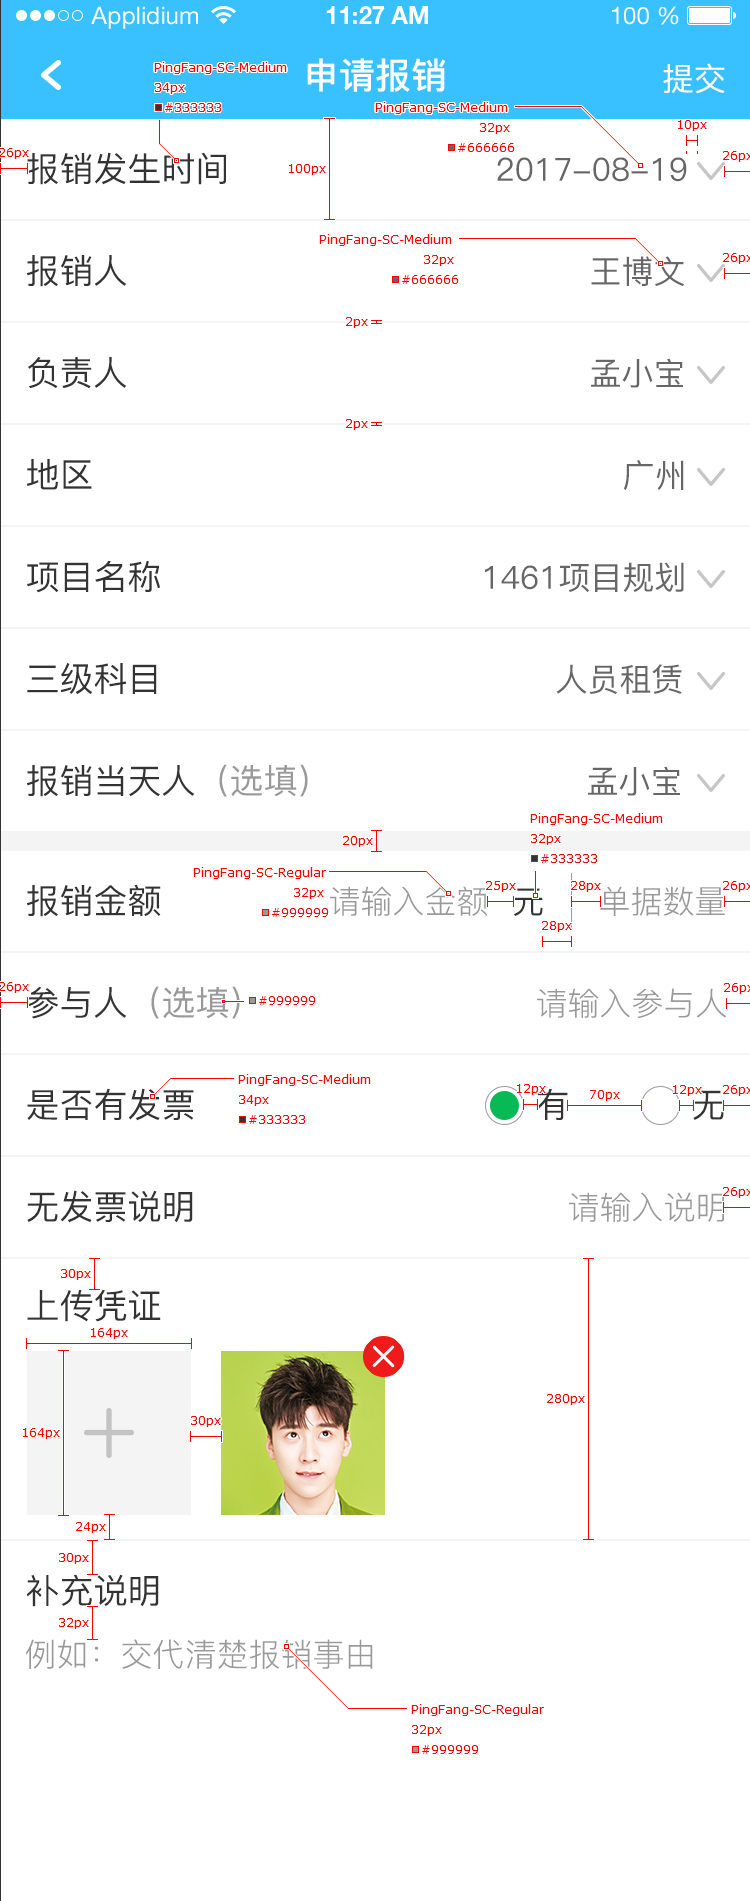 Applidium 11:27 AM 100 %
申请报销 提交
PingFang-SC-Medium
34px
#333333
PingFang-SC-Medium
32px
#666666
10px
26px
报销发生时间 100px 2017-08-19 26px
PingFang-SC-Medium
32px
#666666
报销人 王博文 26px
2px
负责人 孟小宝
2px
地区 广州
项目名称 1461项目规划
三级科目 人员租赁
报销当天人（选填） 孟小宝
PingFang-SC-Medium
32px
#333333
20px
PingFang-SC-Regular
32px
#999999
报销金额 请输入金额 25px 元 28px 单据数量 26px
28px
26px
参与人（选填） #999999 请输入参与人 26px
PingFang-SC-Medium
34px
#333333
是否有发票 12px 有 70px 12px 无 26px
无发票说明 请输入说明 26px
30px
上传凭证
164px
164px
30px
280px
24px
30px
补充说明
32px
例如：交代清楚报销事由
PingFang-SC-Regular
32px
#999999